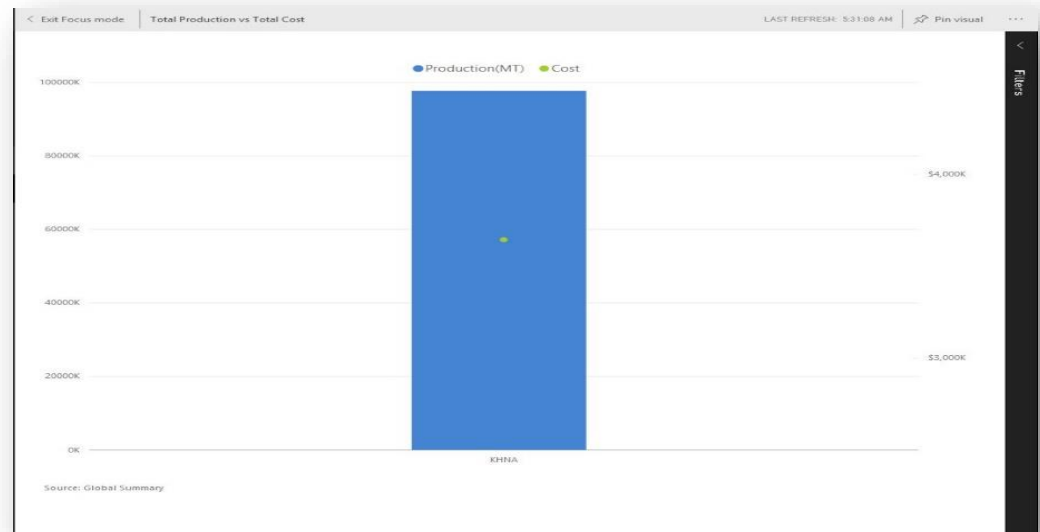 < Exit Focus mode Total Production vs Total Cost LAST REFRESH: 5:31:08 AM Pin visual ...
< Filters
Production(MT) Cost
100000K
80000K
60000K
40000K
20000K
0K
$4,000K
$3,000K
KHNA
Source: Global Summary